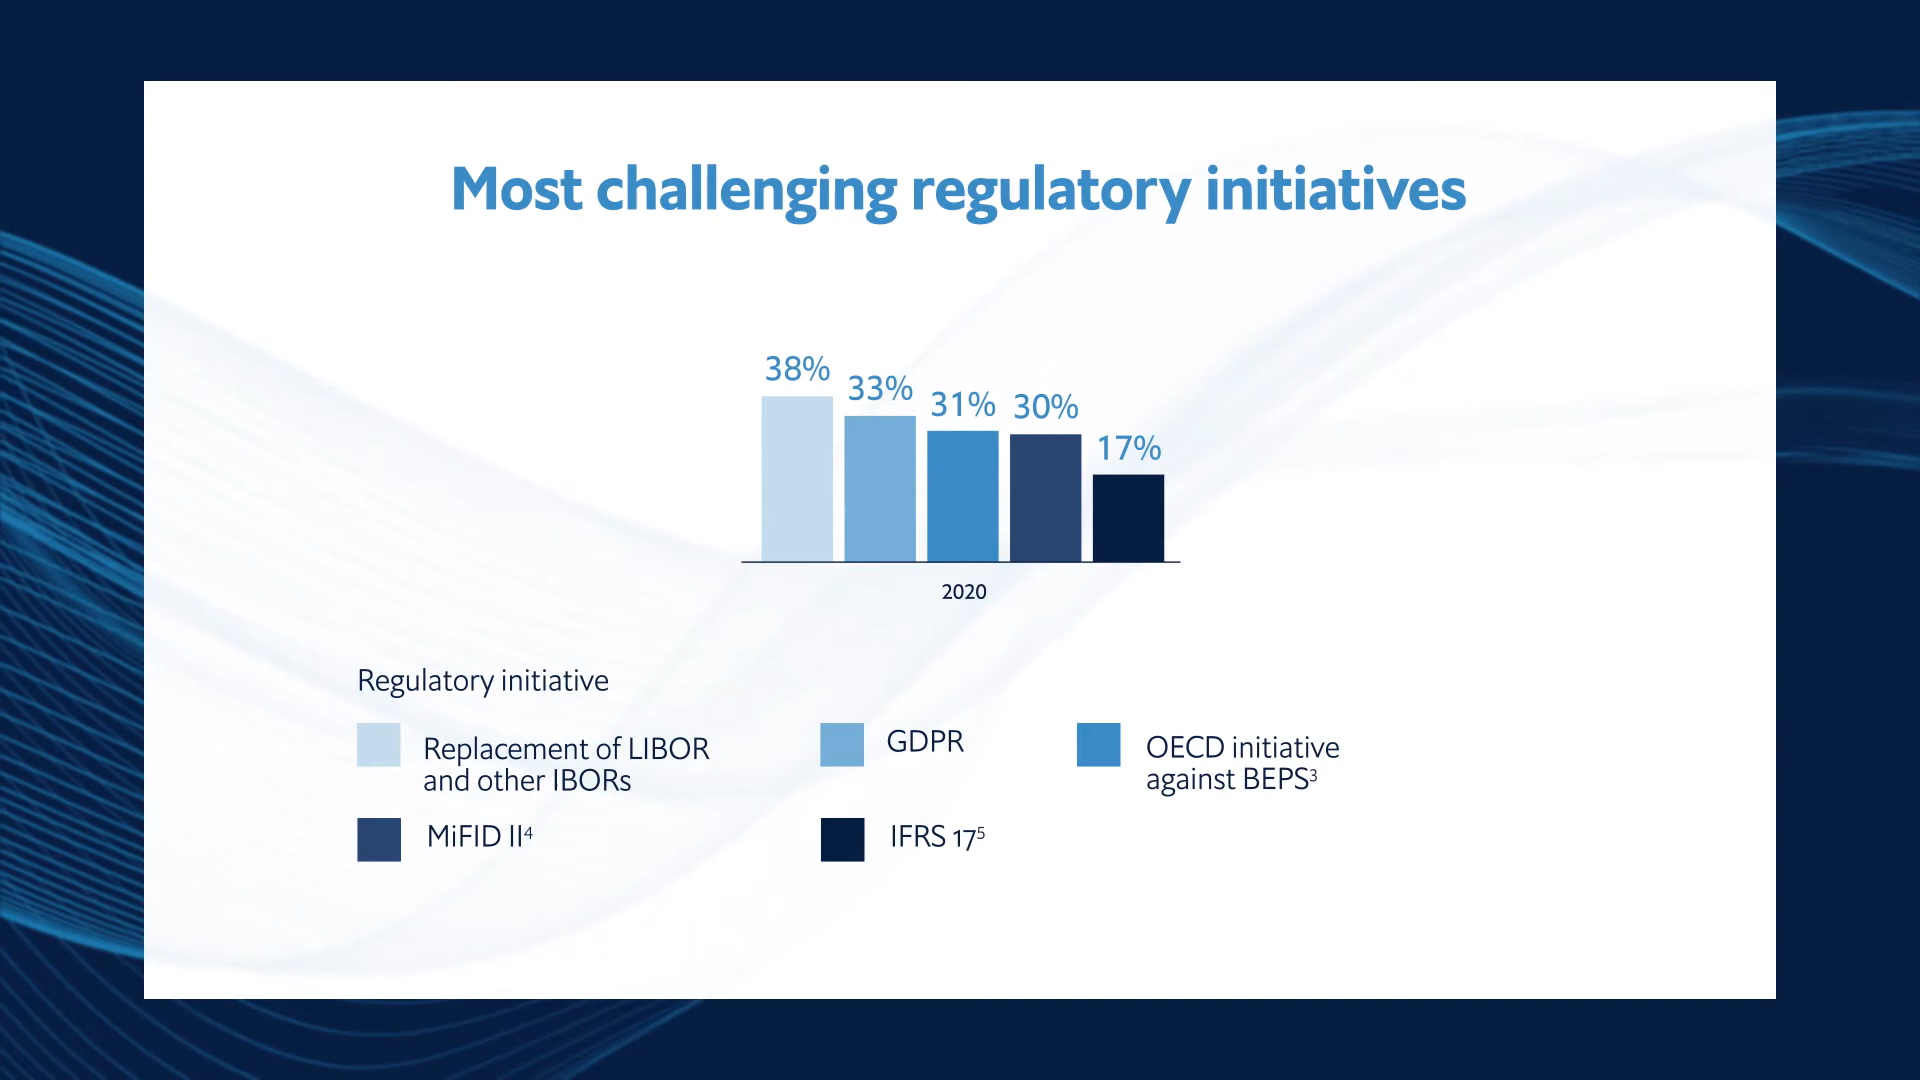 Most challenging regulatory initiatives
38%
33%
31%
30%
17%
2020
Regulatory initiative
Replacement of LIBOR
and other IBORs
GDPR
OECD initiative
against BEPS³
MiFID II⁴
IFRS 17⁵